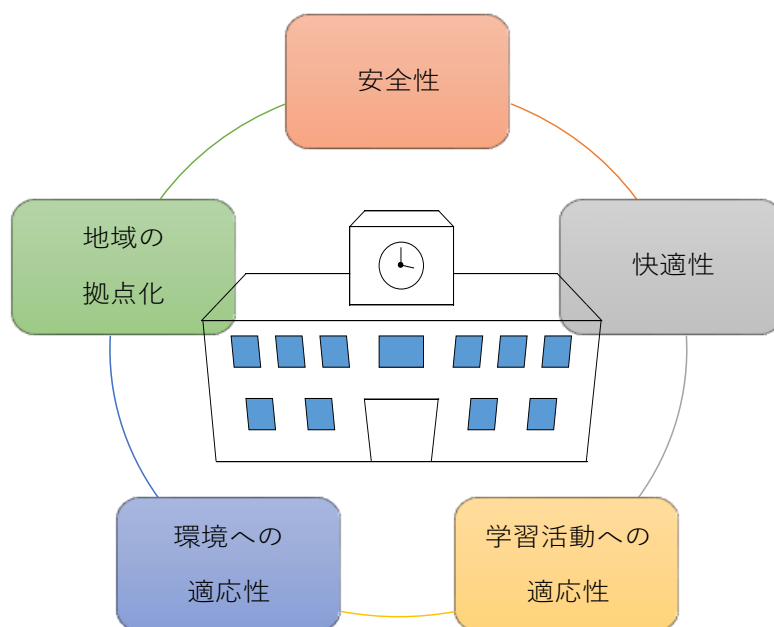 安全性
快適性
学習活動への
適応性
環境への
適応性
地域の
拠点化